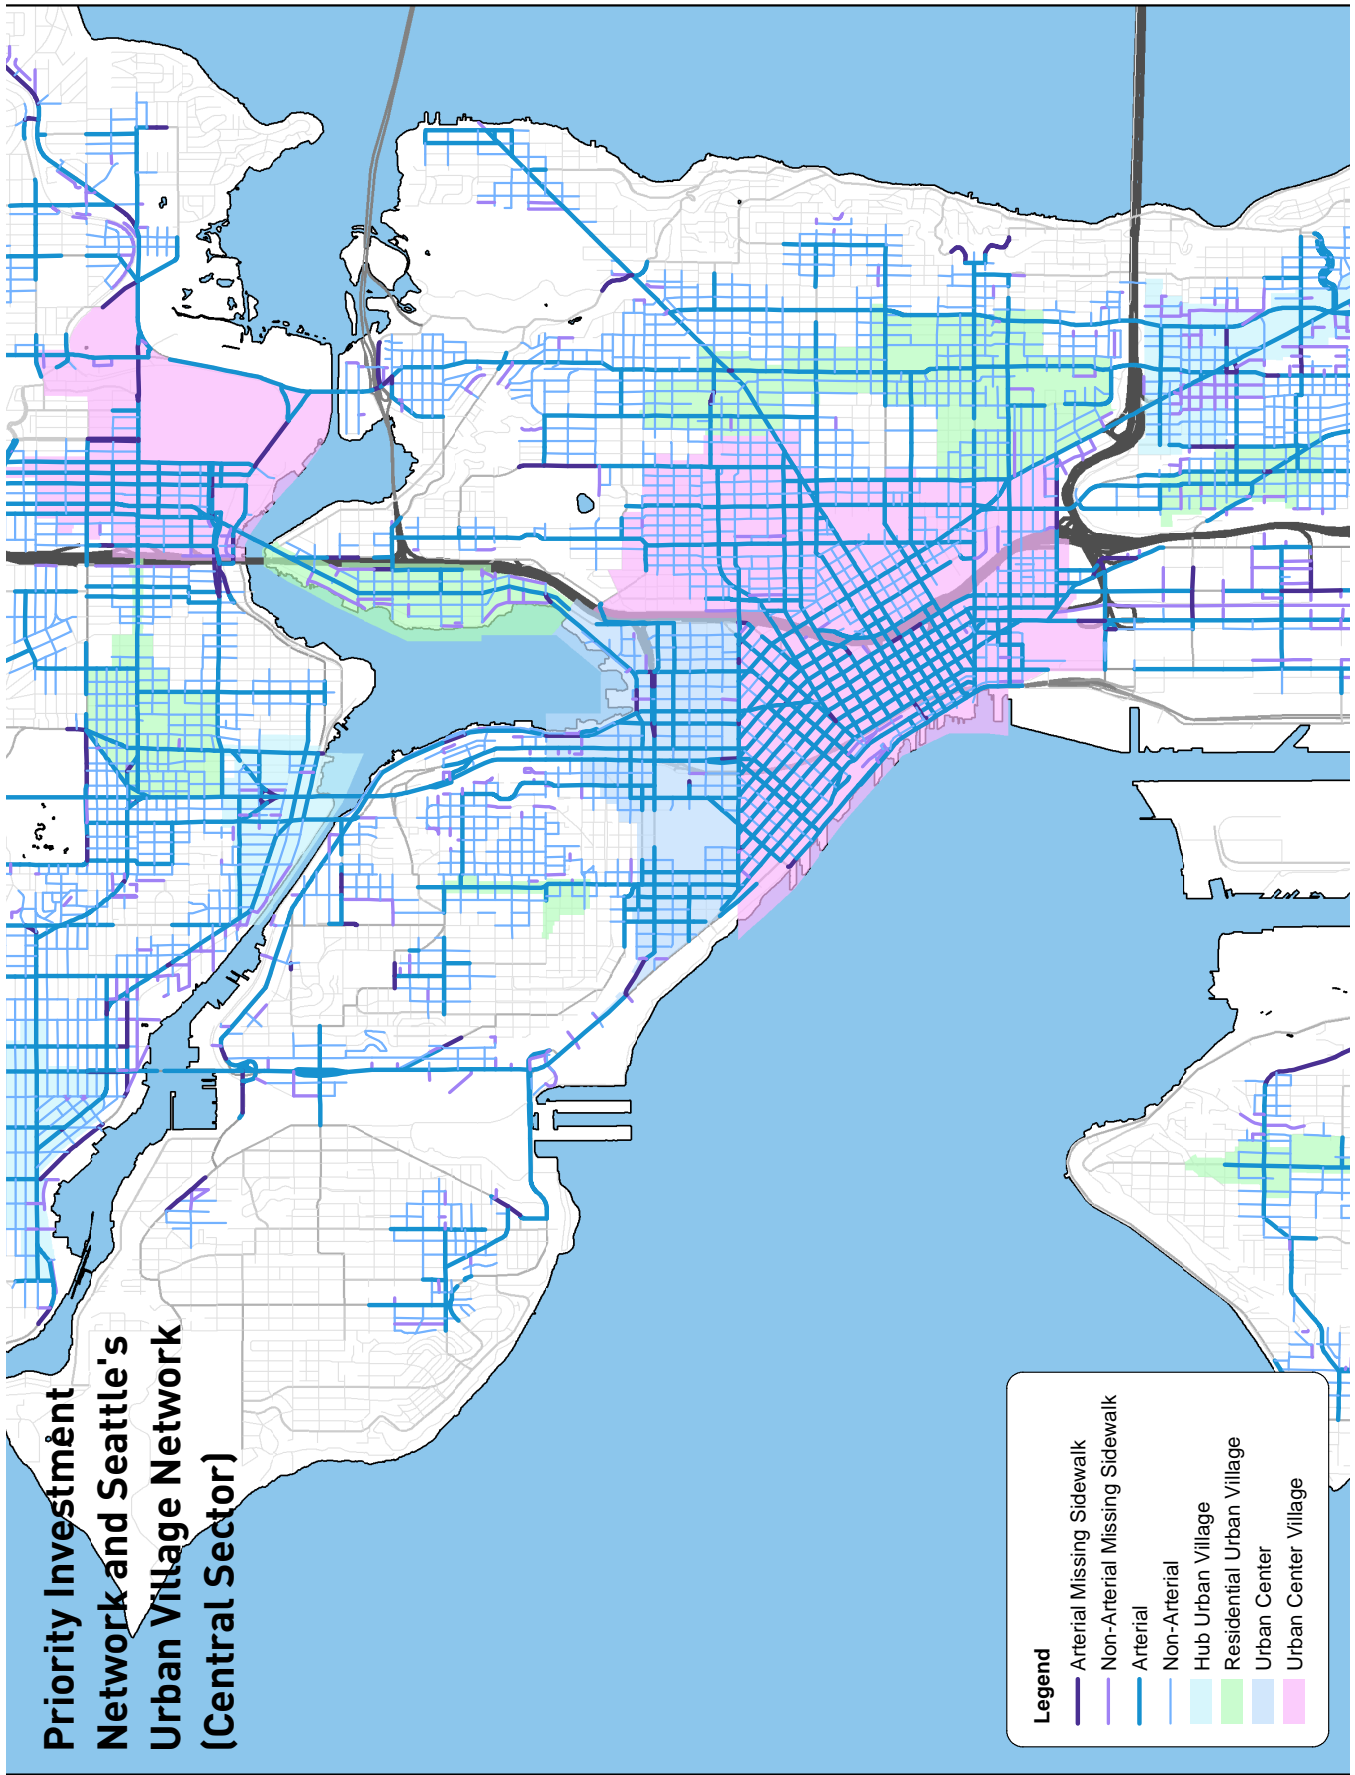 Priority Investment
Network and Seattle's
Urban Village Network
(Central Sector)
Legend
Arterial Missing Sidewalk
Non-Arterial Missing Sidewalk
Arterial
Non-Arterial
Hub Urban Village
Residential Urban Village
Urban Center
Urban Center Village